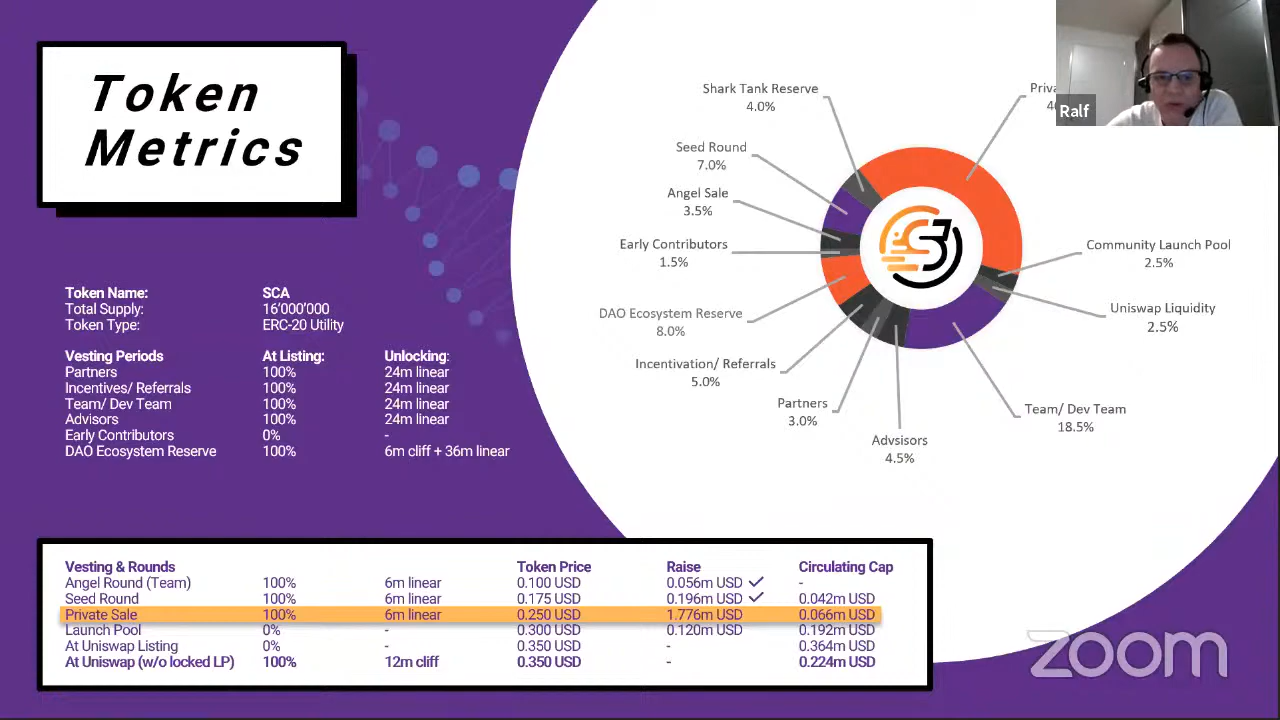 Token
Metrics
Token Name: SCA
Total Supply: 16'000'000
Token Type: ERC-20 Utility
Vesting Periods At Listing: Unlocking:
Partners 100% 24m linear
Incentives/ Referrals 100% 24m linear
Team/ Dev Team 100% 24m linear
Advisors 100% 24m linear
Early Contributors 0% -
DAO Ecosystem Reserve 100% 6m cliff + 36m linear
Shark Tank Reserve
4.0%
Seed Round
7.0%
Angel Sale
3.5%
Early Contributors
1.5%
DAO Ecosystem Reserve
8.0%
Incentivation/ Referrals
5.0%
Partners
3.0%
Advsisors
4.5%
Team/ Dev Team
18.5%
Uniswap Liquidity
2.5%
Community Launch Pool
2.5%
Ralf
Vesting & Rounds Token Price Raise Circulating Cap
Angel Round (Team) 100% 6m linear 0.100 USD 0.056m USD ✓ -
Seed Round 100% 6m linear 0.175 USD 0.196m USD ✓ 0.042m USD
Private Sale 100% 6m linear 0.250 USD 1.776m USD 0.066m USD
Launch Pool 0% - 0.300 USD 0.120m USD 0.192m USD
At Uniswap Listing 0% - 0.350 USD - 0.364m USD
At Uniswap (w/o locked LP) 100% 12m cliff 0.350 USD - 0.224m USD
zoom